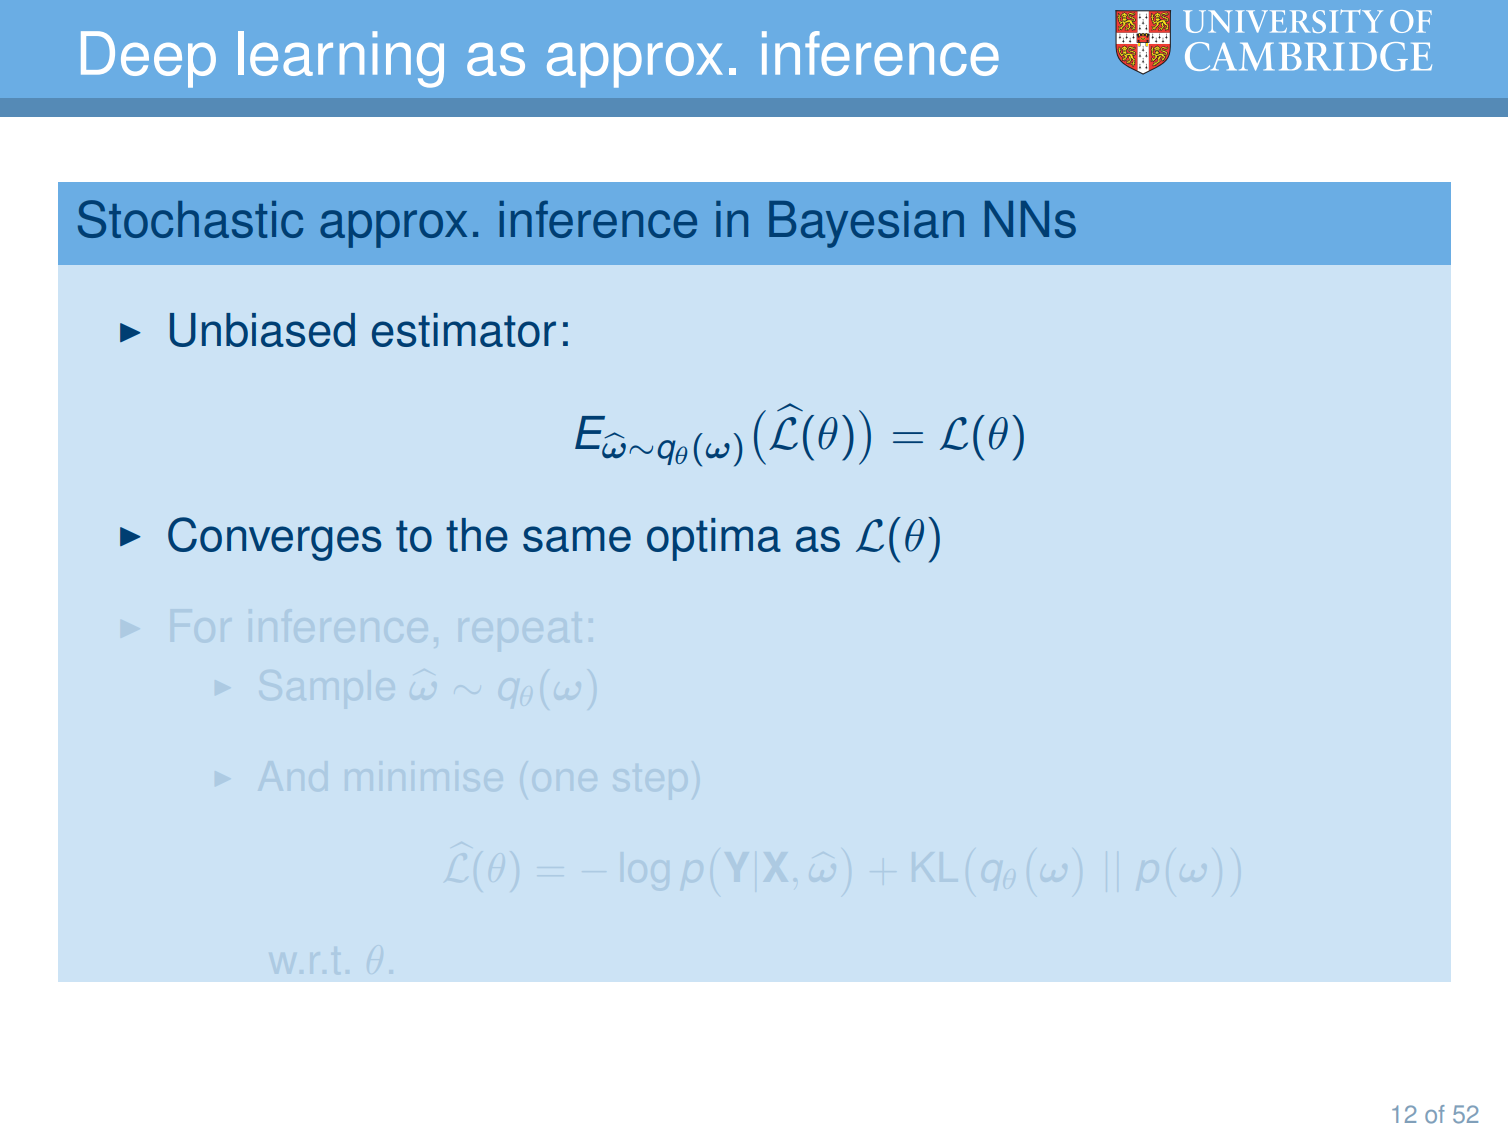 Deep learning as approx. inference
UNIVERSITY OF
CAMBRIDGE
Stochastic approx. inference in Bayesian NNs
▶ Unbiased estimator:
E_{ω̂∼q_θ(ω)}(ℒ̂(θ)) = ℒ(θ)
▶ Converges to the same optima as ℒ(θ)
▶ For inference, repeat:
▶ Sample ω̂ ∼ q_θ(ω)
▶ And minimise (one step)
ℒ̂(θ) = − log p(Y|X, ω̂) + KL(q_θ(ω) || p(ω))
w.r.t. θ.
12 of 52